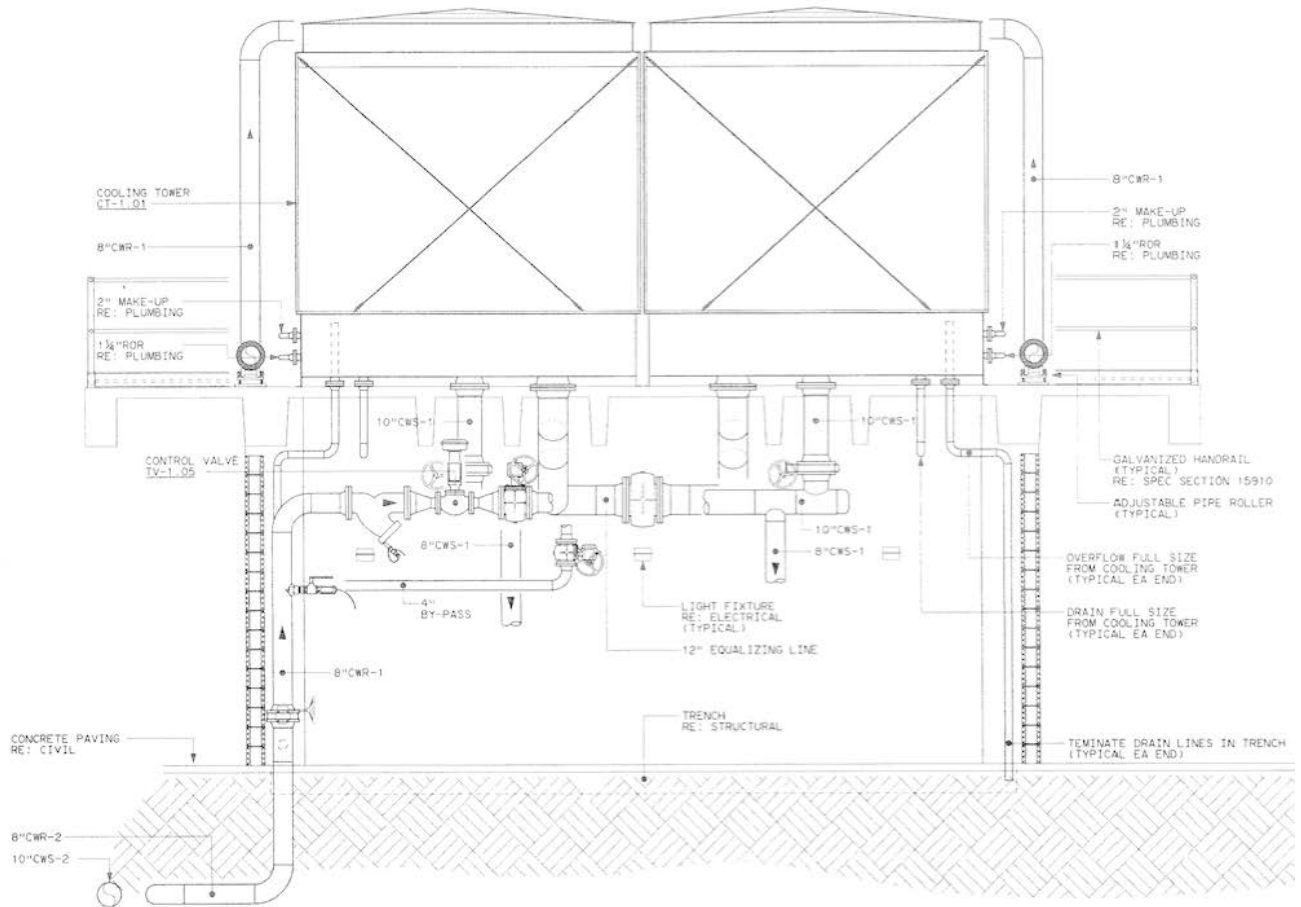 COOLING TOWER
CT-1.01
8"CWR-1
2" MAKE-UP
RE: PLUMBING
1¼"ROR
RE: PLUMBING
8"CWR-1
2" MAKE-UP
RE: PLUMBING
1¼"ROR
RE: PLUMBING
10"CWS-1
10"CWS-1
CONTROL VALVE
TV-1.05
GALVANIZED HANDRAIL
(TYPICAL)
RE: SPEC SECTION 15910
ADJUSTABLE PIPE ROLLER
(TYPICAL)
10"CWS-1
8"CWS-1
8"CWS-1
OVERFLOW FULL SIZE
FROM COOLING TOWER
(TYPICAL EA END)
4"
BY-PASS
LIGHT FIXTURE
RE: ELECTRICAL
(TYPICAL)
DRAIN FULL SIZE
FROM COOLING TOWER
(TYPICAL EA END)
12" EQUALIZING LINE
8"CWR-1
TRENCH
RE: STRUCTURAL
CONCRETE PAVING
RE: CIVIL
TEMINATE DRAIN LINES IN TRENCH
(TYPICAL EA END)
8"CWR-2
10"CWS-2